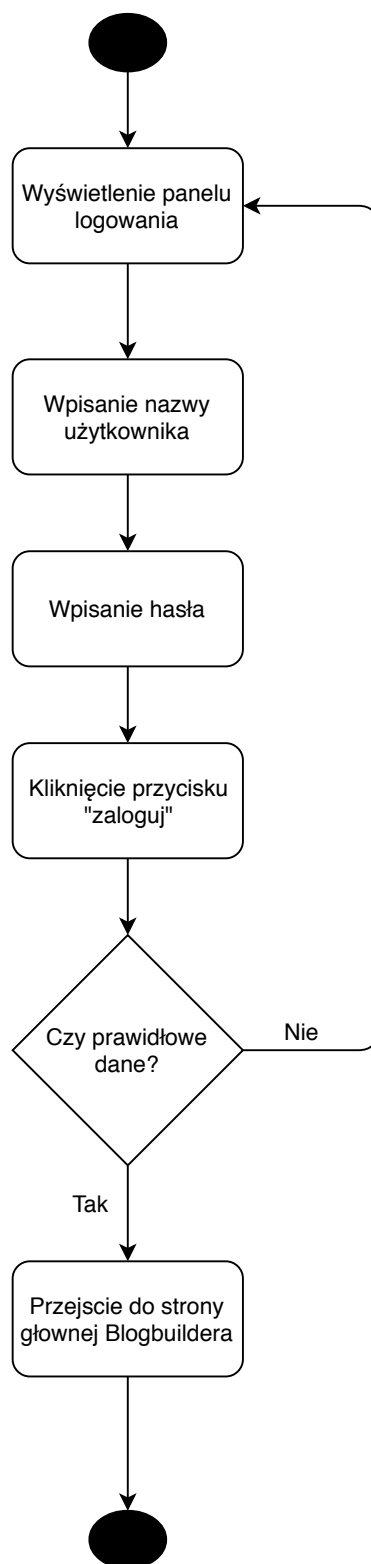 Wyświetlenie panelu
logowania
Wpisanie nazwy
użytkownika
Wpisanie hasła
Kliknięcie przycisku
"zaloguj"
Czy prawidłowe
dane?
Nie
Tak
Przejscie do strony
głownej Blogbuildera